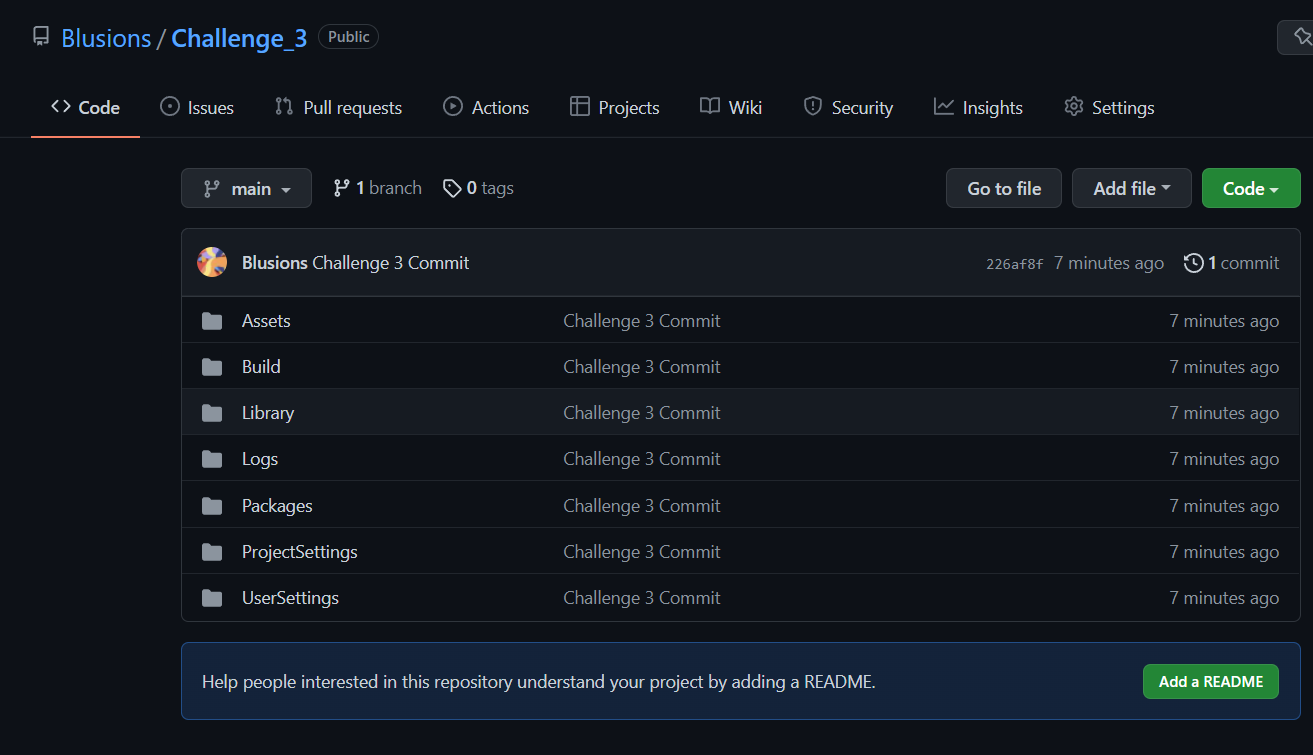 Blusions / Challenge_3 Public
Code Issues Pull requests Actions Projects Wiki Security Insights Settings
main 1 branch 0 tags Go to file Add file Code
Blusions Challenge 3 Commit 226af8f 7 minutes ago 1 commit
Assets Challenge 3 Commit 7 minutes ago
Build Challenge 3 Commit 7 minutes ago
Library Challenge 3 Commit 7 minutes ago
Logs Challenge 3 Commit 7 minutes ago
Packages Challenge 3 Commit 7 minutes ago
ProjectSettings Challenge 3 Commit 7 minutes ago
UserSettings Challenge 3 Commit 7 minutes ago
Help people interested in this repository understand your project by adding a README. Add a README